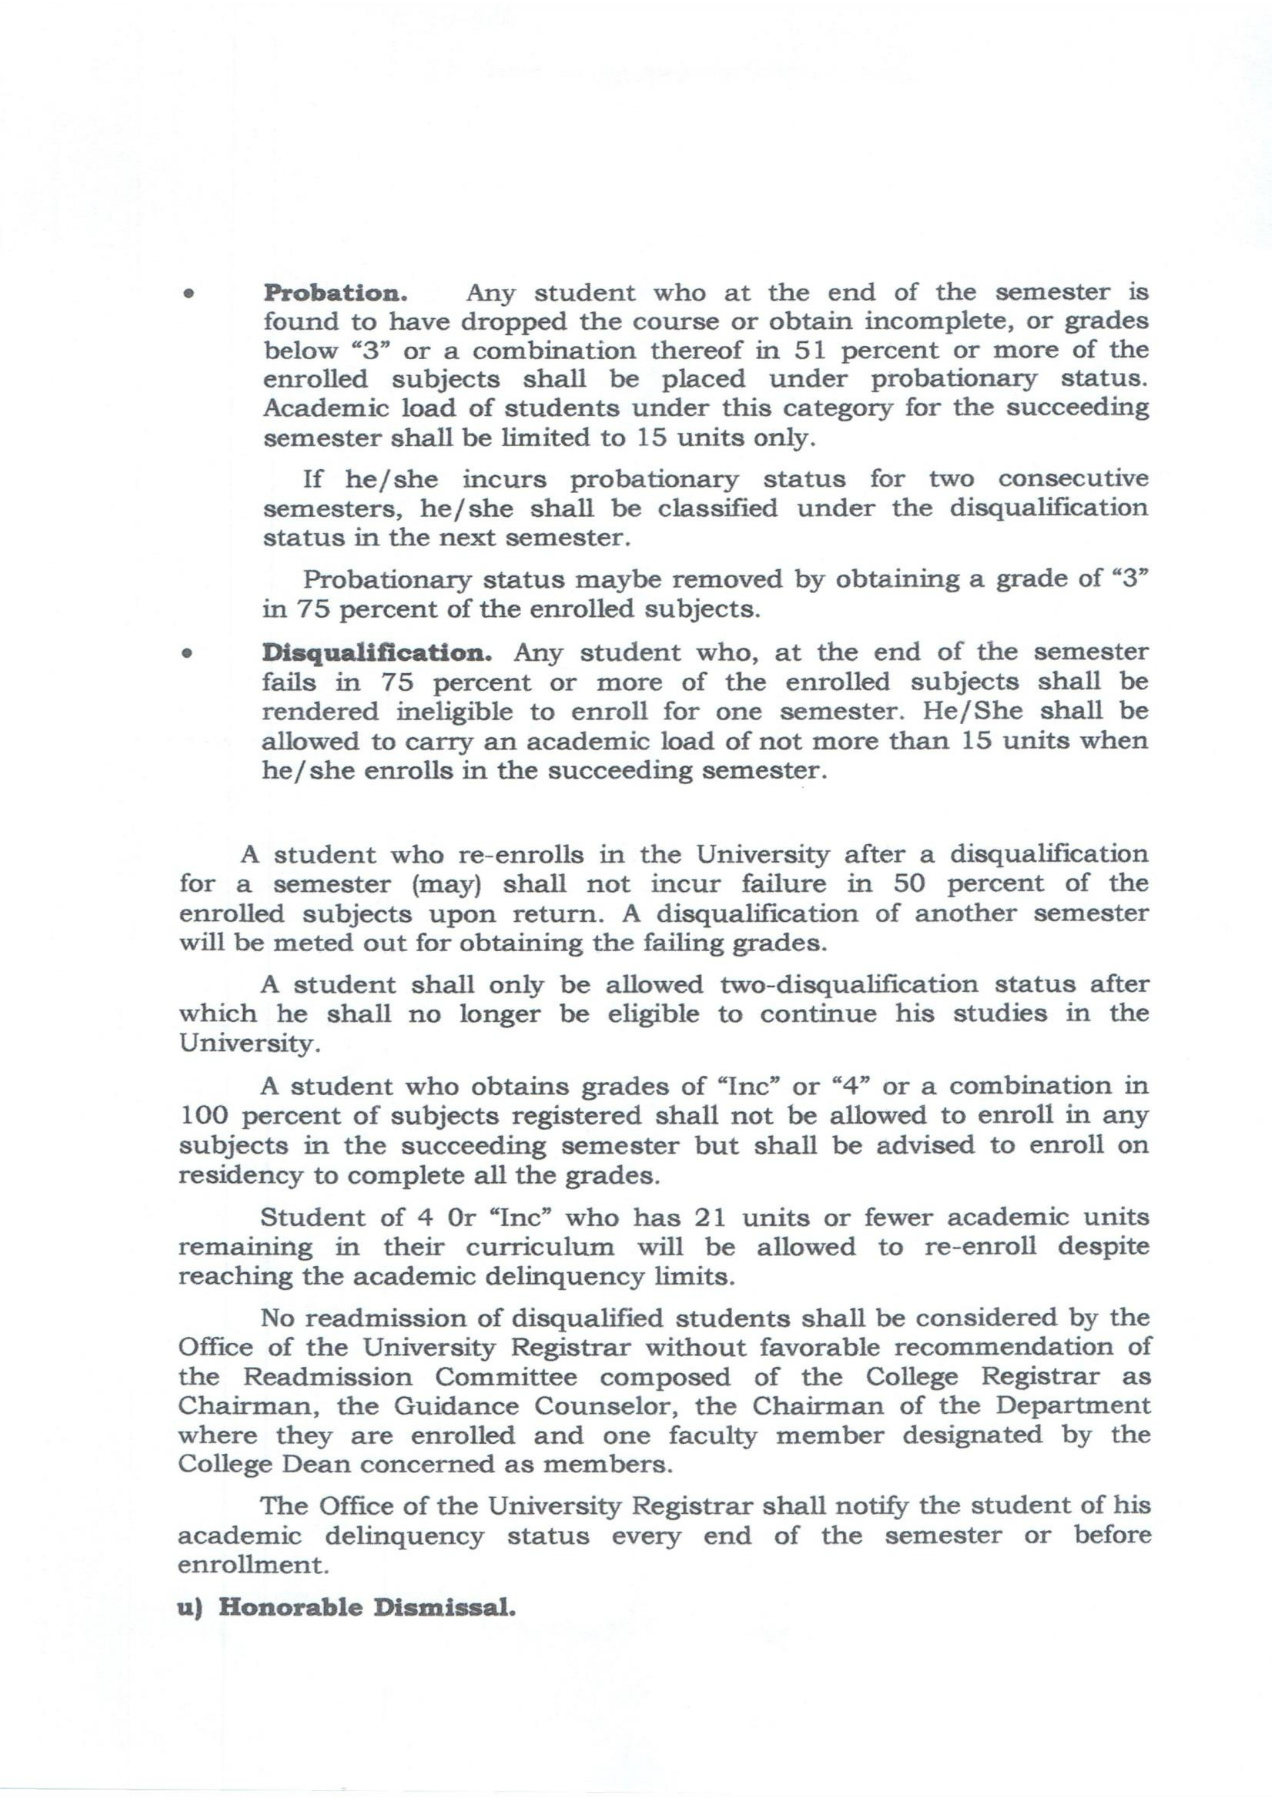 • Probation. Any student who at the end of the semester is
found to have dropped the course or obtain incomplete, or grades
below “3” or a combination thereof in 51 percent or more of the
enrolled subjects shall be placed under probationary status.
Academic load of students under this category for the succeeding
semester shall be limited to 15 units only.
If he/she incurs probationary status for two consecutive
semesters, he/she shall be classified under the disqualification
status in the next semester.
Probationary status maybe removed by obtaining a grade of “3”
in 75 percent of the enrolled subjects.
• Disqualification. Any student who, at the end of the semester
fails in 75 percent or more of the enrolled subjects shall be
rendered ineligible to enroll for one semester. He/She shall be
allowed to carry an academic load of not more than 15 units when
he/she enrolls in the succeeding semester.
A student who re-enrolls in the University after a disqualification
for a semester (may) shall not incur failure in 50 percent of the
enrolled subjects upon return. A disqualification of another semester
will be meted out for obtaining the failing grades.
A student shall only be allowed two-disqualification status after
which he shall no longer be eligible to continue his studies in the
University.
A student who obtains grades of “Inc” or “4” or a combination in
100 percent of subjects registered shall not be allowed to enroll in any
subjects in the succeeding semester but shall be advised to enroll on
residency to complete all the grades.
Student of 4 0r “Inc” who has 21 units or fewer academic units
remaining in their curriculum will be allowed to re-enroll despite
reaching the academic delinquency limits.
No readmission of disqualified students shall be considered by the
Office of the University Registrar without favorable recommendation of
the Readmission Committee composed of the College Registrar as
Chairman, the Guidance Counselor, the Chairman of the Department
where they are enrolled and one faculty member designated by the
College Dean concerned as members.
The Office of the University Registrar shall notify the student of his
academic delinquency status every end of the semester or before
enrollment.
u) Honorable Dismissal.